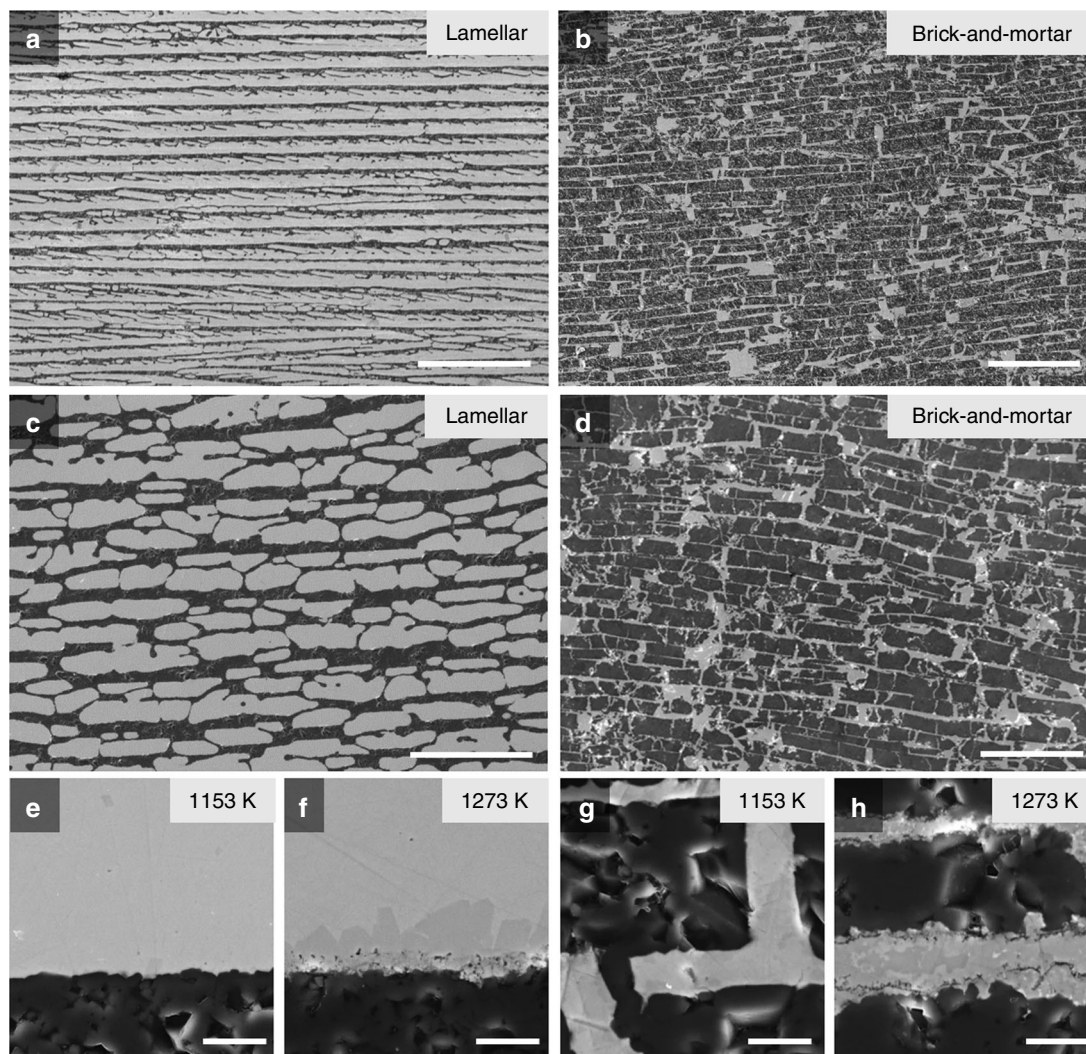 a Lamellar
b Brick-and-mortar
c Lamellar
d Brick-and-mortar
e 1153 K
f 1273 K
g 1153 K
h 1273 K